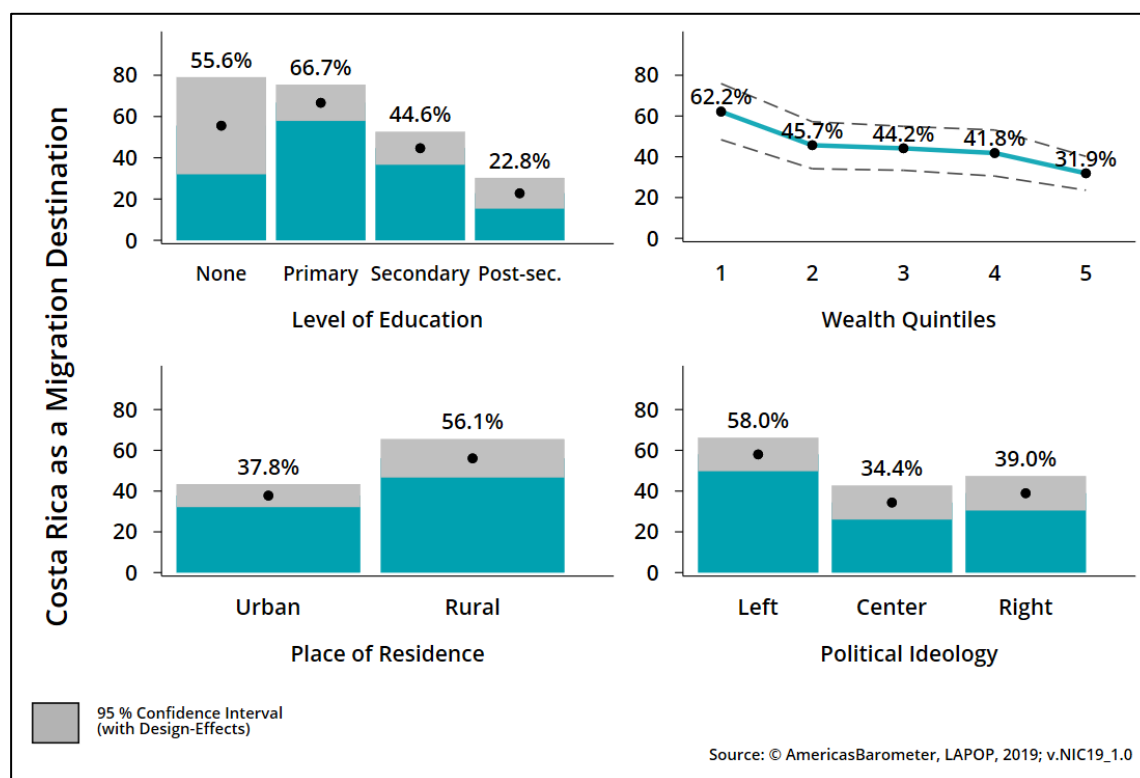 Costa Rica as a Migration Destination
80
60
40
20
0
55.6%
66.7%
44.6%
22.8%
None
Primary
Secondary
Post-sec.
Level of Education
80
60
40
20
0
62.2%
45.7%
44.2%
41.8%
31.9%
1
2
3
4
5
Wealth Quintiles
80
60
40
20
0
37.8%
56.1%
Urban
Rural
Place of Residence
80
60
40
20
0
58.0%
34.4%
39.0%
Left
Center
Right
Political Ideology
95 % Confidence Interval
(with Design-Effects)
Source: © AmericasBarometer, LAPOP, 2019; v.NIC19_1.0